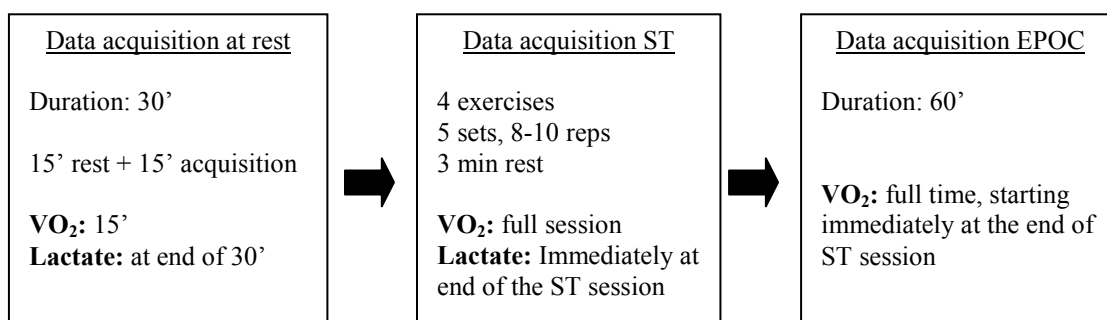 Data acquisition at rest
Duration: 30’
15’ rest + 15’ acquisition
VO₂: 15’
Lactate: at end of 30’
Data acquisition ST
4 exercises
5 sets, 8-10 reps
3 min rest
VO₂: full session
Lactate: Immediately at
end of the ST session
Data acquisition EPOC
Duration: 60’
VO₂: full time, starting
immediately at the end of
ST session